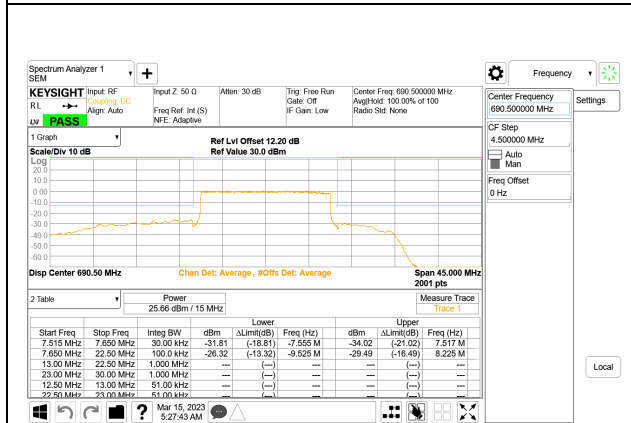 Spectrum Analyzer 1
SEM
+
Frequency
KEYSIGHT
Input: RF
Coupling: DC
Align: Auto
Input Z: 50 Ω
Freq Ref: Int (S)
NFE: Adaptive
Atten: 30 dB
Trig: Free Run
Gate: Off
IF Gain: Low
Center Freq: 690.500000 MHz
Avg|Hold: 100.00% of 100
Radio Std: None
R L
LXI PASS
Center Frequency
690.500000 MHz
Settings
CF Step
4.500000 MHz
Auto
Man
Freq Offset
0 Hz
Local
1 Graph
Scale/Div 10 dB
Ref Lvl Offset 12.20 dB
Ref Value 30.0 dBm
Log
20.0
10.0
0.00
-10.0
-20.0
-30.0
-40.0
-50.0
-60.0
Disp Center 690.50 MHz
Chan Det: Average, #Offs Det: Average
Span 45.000 MHz
2001 pts
2 Table
Power
25.66 dBm / 15 MHz
Measure Trace
Trace 1
Lower Upper
Start Freq Stop Freq Integ BW dBm ΔLimit(dB) Freq (Hz) dBm ΔLimit(dB) Freq (Hz)
7.515 MHz 7.650 MHz 30.00 kHz -31.81 (-18.81) -7.555 M -34.02 (-21.02) 7.517 M
7.650 MHz 22.50 MHz 100.0 kHz -26.32 (-13.32) -9.525 M -29.49 (-16.49) 8.225 M
13.00 MHz 22.50 MHz 1.000 MHz --- (---) --- --- (---) ---
23.00 MHz 30.00 MHz 1.000 MHz --- (---) --- --- (---) ---
12.50 MHz 13.00 MHz 51.00 kHz --- (---) --- --- (---) ---
22.50 MHz 23.00 MHz 51.00 kHz --- (---) --- --- (---) ---
?
Mar 15, 2023
5:27:43 AM